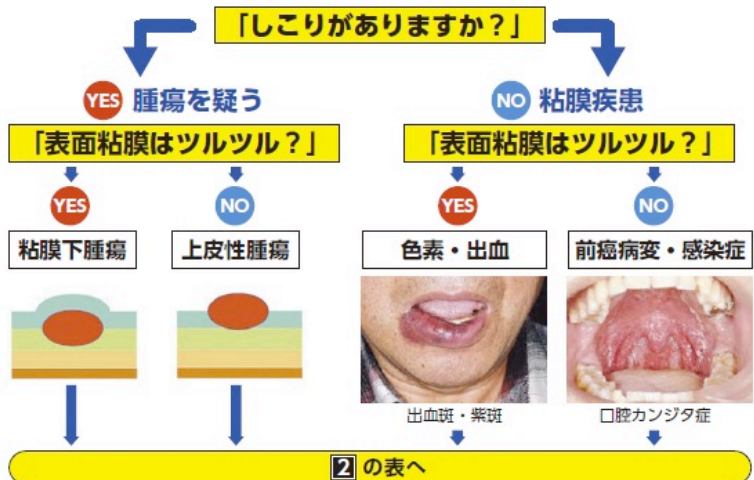 「しこりがありますか？」
YES 腫瘍を疑う
NO 粘膜疾患
「表面粘膜はツルツル？」
「表面粘膜はツルツル？」
YES
NO
YES
NO
粘膜下腫瘍
上皮性腫瘍
色素・出血
前癌病変・感染症
出血斑・紫斑
口腔カンジタ症
2 の表へ